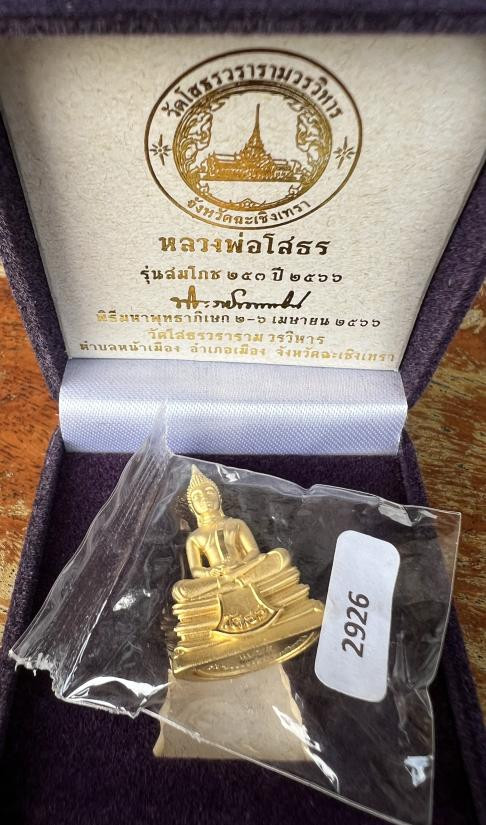 วัดโสธรวรารามวรวิหาร
จังหวัดฉะเชิงเทรา
หลวงพ่อโสธร
รุ่นสมโภช ๒๕๓ ปี ๒๕๖๖
พิธีมหาพุทธาภิเษก ๒-๖ เมษายน ๒๕๖๖
วัดโสธรวราราม วรวิหาร
ตำบลหน้าเมือง อำเภอเมือง จังหวัดฉะเชิงเทรา
2926